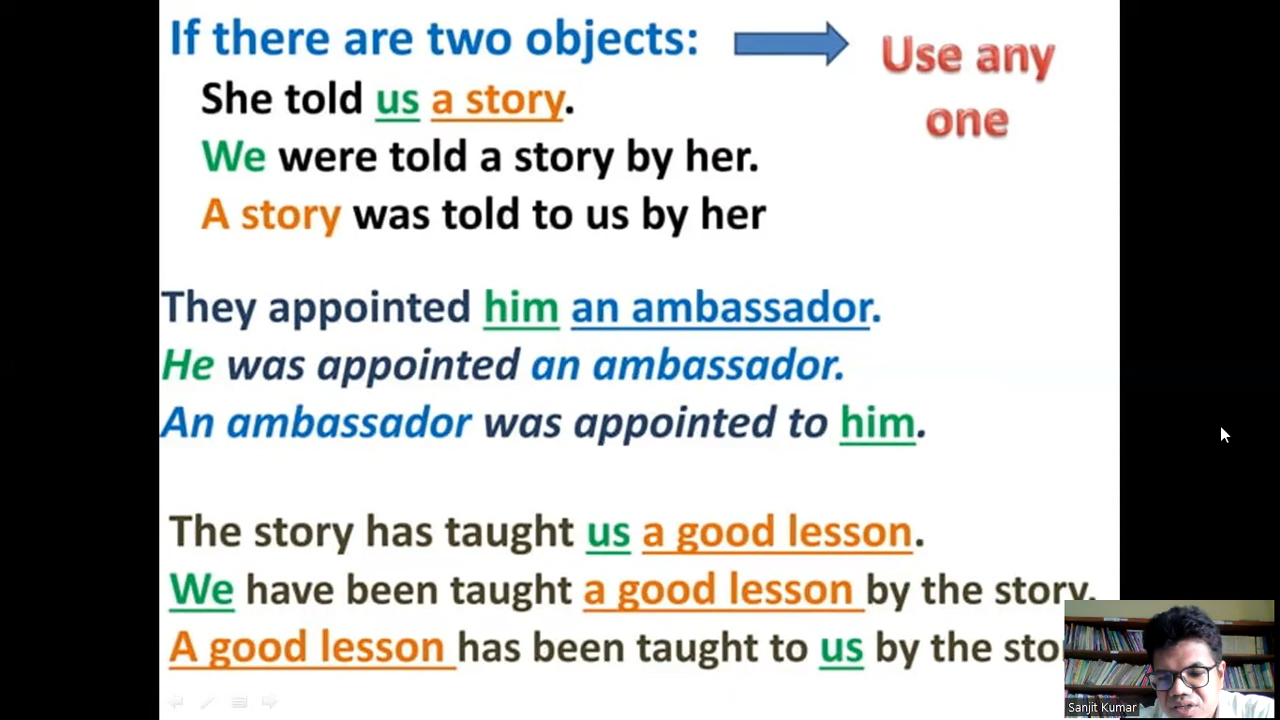 If there are two objects:
Use any
one
She told us a story.
We were told a story by her.
A story was told to us by her
They appointed him an ambassador.
He was appointed an ambassador.
An ambassador was appointed to him.
The story has taught us a good lesson.
We have been taught a good lesson by the story.
A good lesson has been taught to us by the
Sanjit Kumar